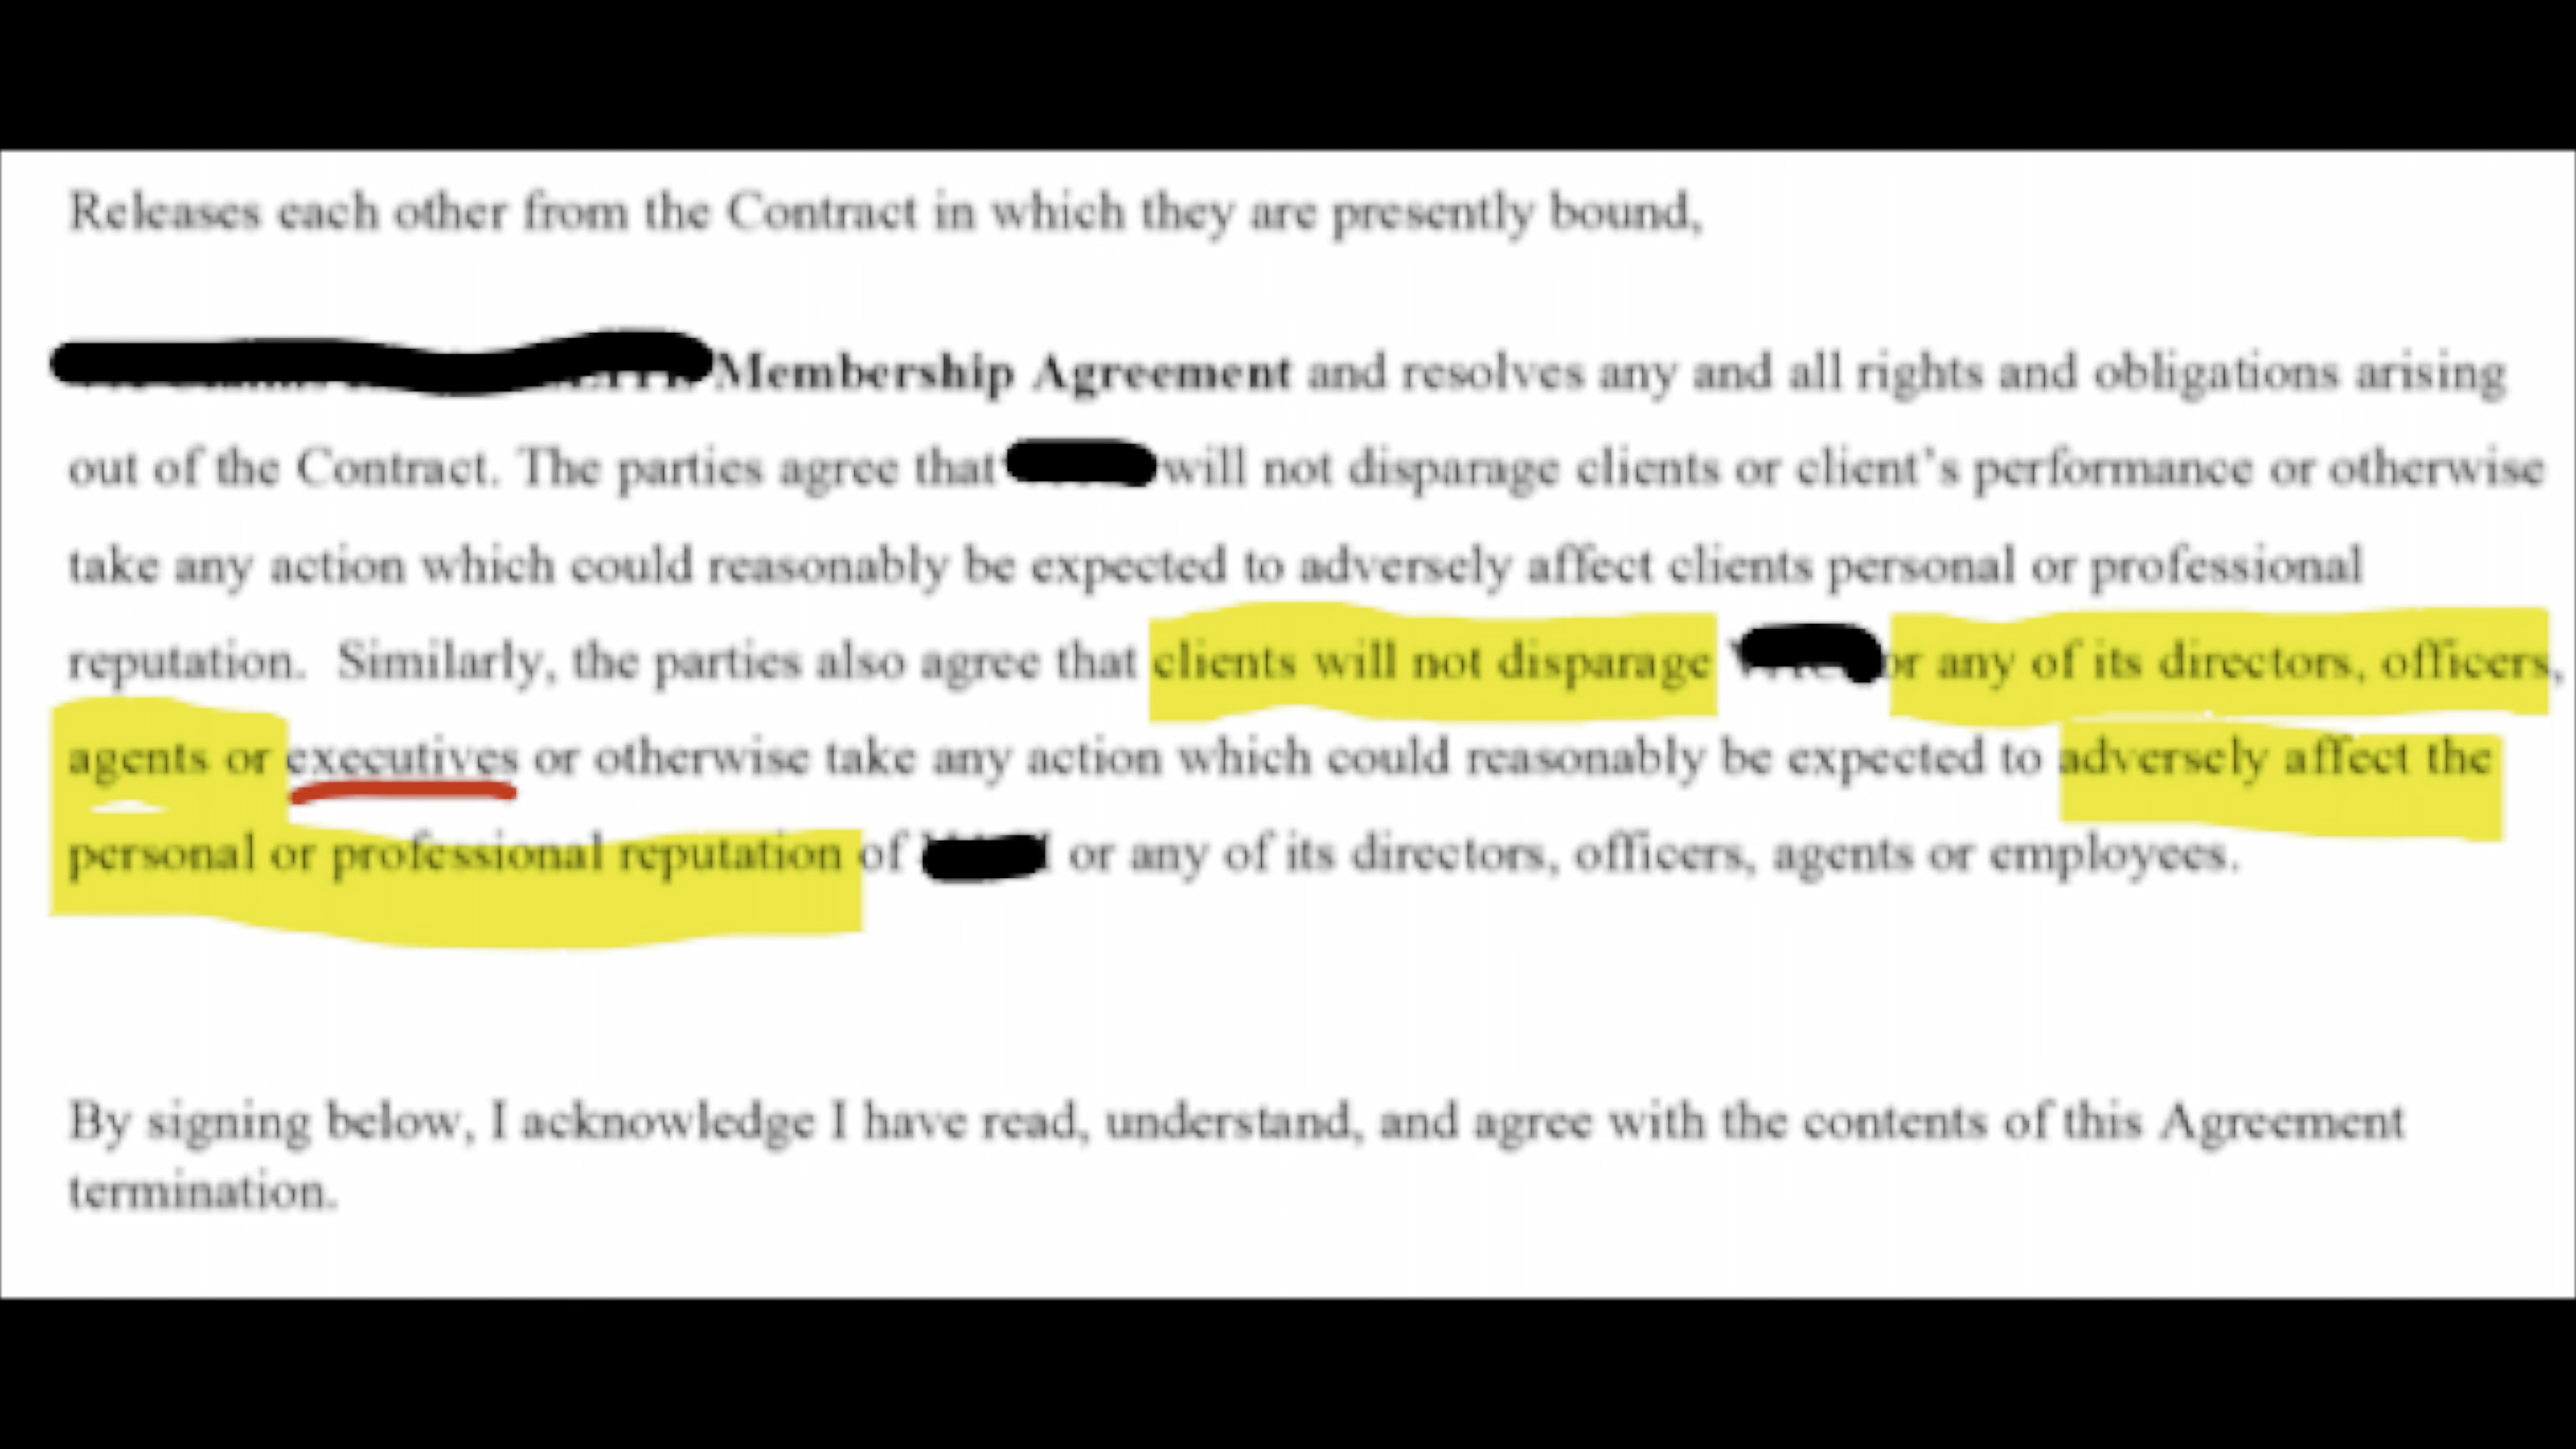 Releases each other from the Contract in which they are presently bound,
Membership Agreement and resolves any and all rights and obligations arising
out of the Contract. The parties agree that will not disparage clients or client’s performance or otherwise
take any action which could reasonably be expected to adversely affect clients personal or professional
reputation. Similarly, the parties also agree that clients will not disparage or any of its directors, officers,
agents or executives or otherwise take any action which could reasonably be expected to adversely affect the
personal or professional reputation of or any of its directors, officers, agents or employees.
By signing below, I acknowledge I have read, understand, and agree with the contents of this Agreement
termination.